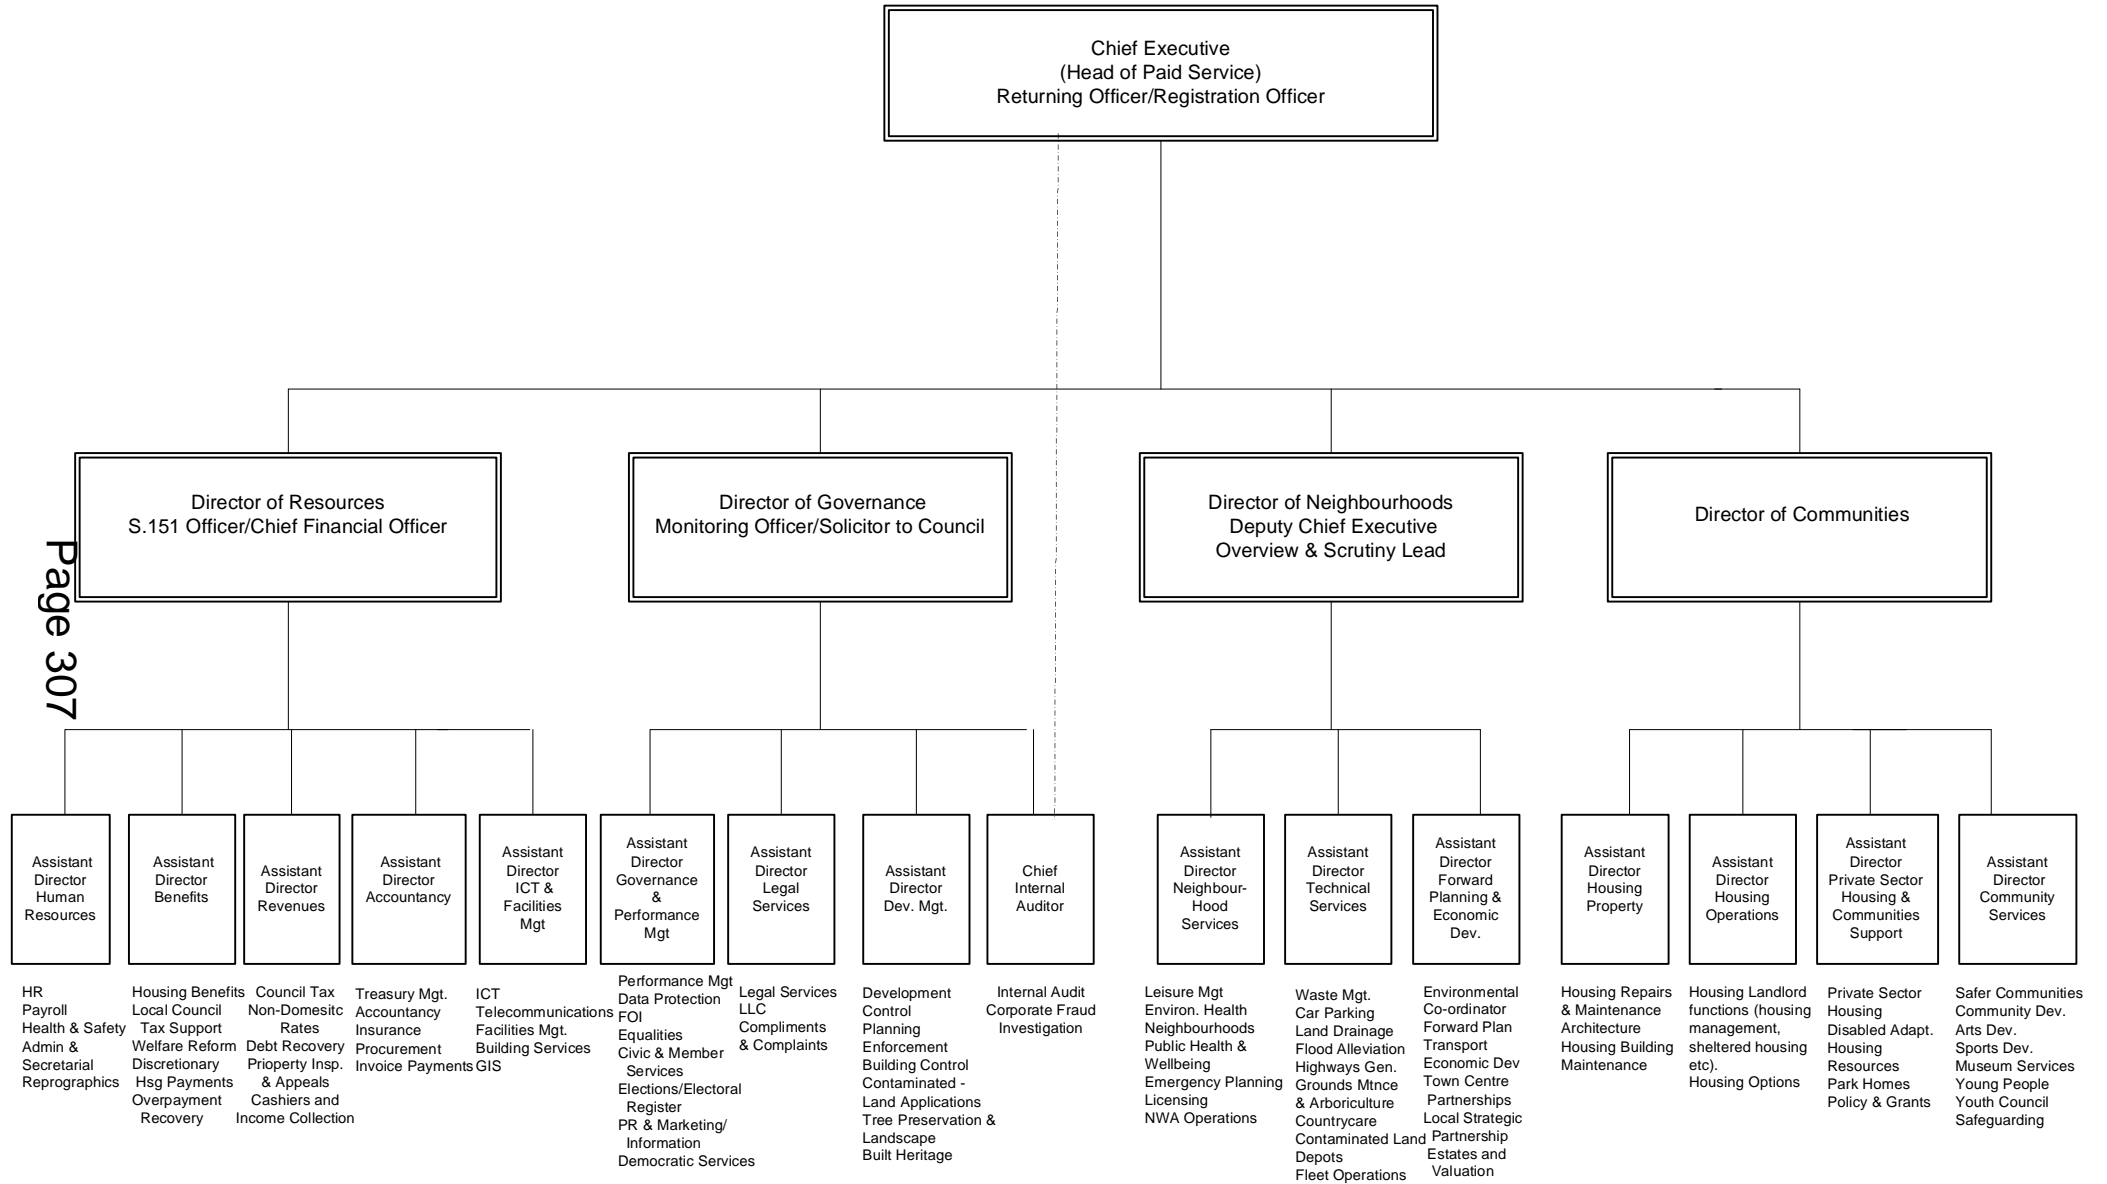 Chief Executive
(Head of Paid Service)
Returning Officer/Registration Officer
Director of Resources
S.151 Officer/Chief Financial Officer
Director of Governance
Monitoring Officer/Solicitor to Council
Director of Neighbourhoods
Deputy Chief Executive
Overview & Scrutiny Lead
Director of Communities
Page 307
Assistant
Director
Human
Resources
Assistant
Director
Benefits
Assistant
Director
Revenues
Assistant
Director
Accountancy
Assistant
Director
ICT &
Facilities
Mgt
Assistant
Director
Governance
&
Performance
Mgt
Assistant
Director
Legal
Services
Assistant
Director
Dev. Mgt.
Chief
Internal
Auditor
Assistant
Director
Neighbour-
Hood
Services
Assistant
Director
Technical
Services
Assistant
Director
Forward
Planning &
Economic
Dev.
Assistant
Director
Housing
Property
Assistant
Director
Housing
Operations
Assistant
Director
Private Sector
Housing &
Communities
Support
Assistant
Director
Community
Services
HR
Payroll
Health & Safety
Admin &
Secretarial
Reprographics
Housing Benefits
Local Council
Tax Support
Welfare Reform
Discretionary
Hsg Payments
Overpayment
Recovery
Council Tax
Non-Domesitc
Rates
Debt Recovery
Prioperty Insp.
& Appeals
Cashiers and
Income Collection
Treasury Mgt.
Accountancy
Insurance
Procurement
Invoice Payments
ICT
Telecommunications
Facilities Mgt.
Building Services
GIS
Performance Mgt
Data Protection
FOI
Equalities
Civic & Member
Services
Elections/Electoral
Register
PR & Marketing/
Information
Democratic Services
Legal Services
LLC
Compliments
& Complaints
Development
Control
Planning
Enforcement
Building Control
Contaminated -
Land Applications
Tree Preservation &
Landscape
Built Heritage
Internal Audit
Corporate Fraud
Investigation
Leisure Mgt
Environ. Health
Neighbourhoods
Public Health &
Wellbeing
Emergency Planning
Licensing
NWA Operations
Waste Mgt.
Car Parking
Land Drainage
Flood Alleviation
Highways Gen.
Grounds Mtnce
& Arboriculture
Countrycare
Contaminated Land
Depots
Fleet Operations
Environmental
Co-ordinator
Forward Plan
Transport
Economic Dev
Town Centre
Partnerships
Local Strategic
Partnership
Estates and
Valuation
Housing Repairs
& Maintenance
Architecture
Housing Building
Maintenance
Housing Landlord
functions (housing
management,
sheltered housing
etc).
Housing Options
Private Sector
Housing
Disabled Adapt.
Housing
Resources
Park Homes
Policy & Grants
Safer Communities
Community Dev.
Arts Dev.
Sports Dev.
Museum Services
Young People
Youth Council
Safeguarding